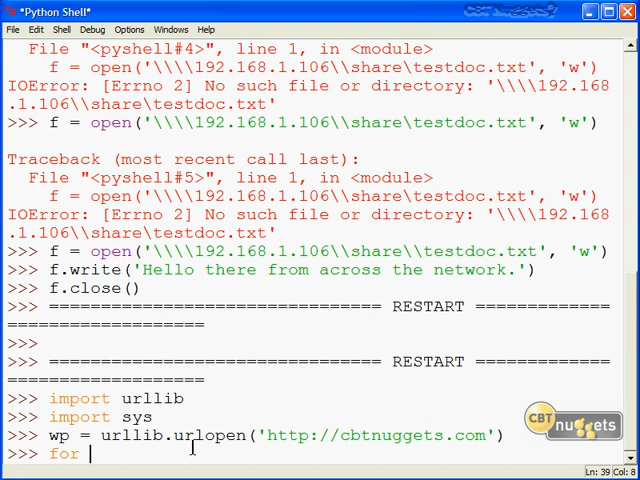 *Python Shell*
CBT Nuggets
File Edit Shell Debug Options Windows Help
File "<pyshell#4>", line 1, in <module>
f = open('\\\\192.168.1.106\\share\testdoc.txt', 'w')
IOError: [Errno 2] No such file or directory: '\\\\192.168
.1.106\\share\testdoc.txt'
>>> f = open('\\\\192.168.1.106\\share\testdoc.txt', 'w')
Traceback (most recent call last):
File "<pyshell#5>", line 1, in <module>
f = open('\\\\192.168.1.106\\share\testdoc.txt', 'w')
IOError: [Errno 2] No such file or directory: '\\\\192.168
.1.106\\share\testdoc.txt'
>>> f = open('\\\\192.168.1.106\\share\\testdoc.txt', 'w')
>>> f.write('Hello there from across the network.')
>>> f.close()
>>> ================================ RESTART =============
===================
>>>
>>> ================================ RESTART =============
===================
>>> import urllib
>>> import sys
>>> wp = urllib.urlopen('http://cbtnuggets.com')
>>> for
CBT nuggets
Ln: 39 Col: 8